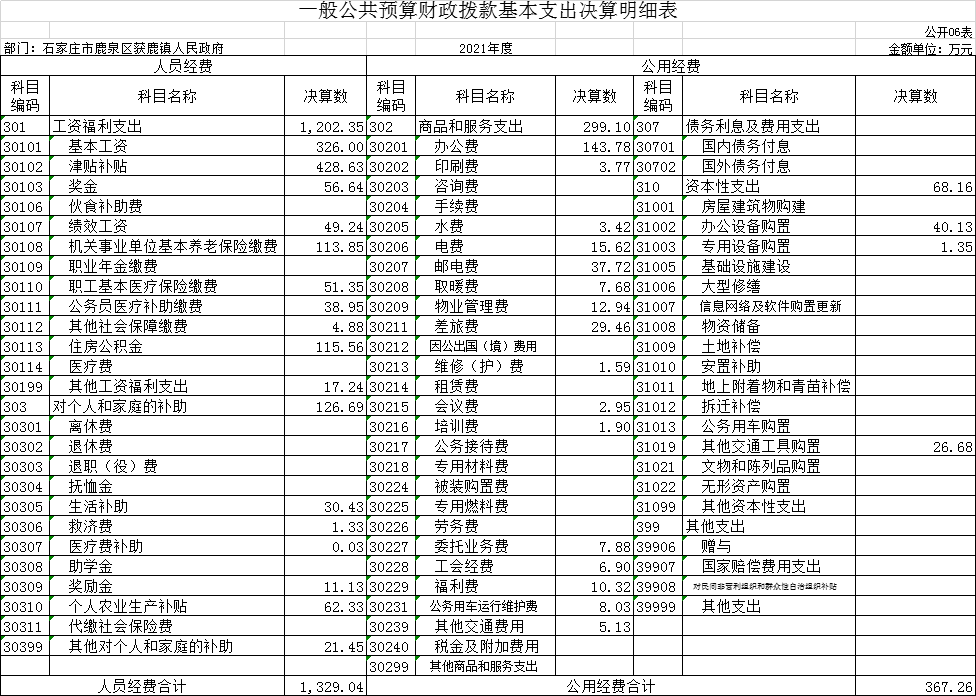 一般公共预算财政拨款基本支出决算明细表
公开06表
部门：石家庄市鹿泉区获鹿镇人民政府 2021年度 金额单位：万元
人员经费 公用经费
科目编码 科目名称 决算数 科目编码 科目名称 决算数 科目编码 科目名称 决算数
301 工资福利支出 1,202.35 302 商品和服务支出 299.10 307 债务利息及费用支出
30101 基本工资 326.00 30201 办公费 143.78 30701 国内债务付息
30102 津贴补贴 428.63 30202 印刷费 3.77 30702 国外债务付息
30103 奖金 56.64 30203 咨询费 310 资本性支出 68.16
30106 伙食补助费 30204 手续费 31001 房屋建筑物购建
30107 绩效工资 49.24 30205 水费 3.42 31002 办公设备购置 40.13
30108 机关事业单位基本养老保险缴费 113.85 30206 电费 15.62 31003 专用设备购置 1.35
30109 职业年金缴费 30207 邮电费 37.72 31005 基础设施建设
30110 职工基本医疗保险缴费 51.35 30208 取暖费 7.68 31006 大型修缮
30111 公务员医疗补助缴费 38.95 30209 物业管理费 12.94 31007 信息网络及软件购置更新
30112 其他社会保障缴费 4.88 30211 差旅费 29.46 31008 物资储备
30113 住房公积金 115.56 30212 因公出国（境）费用 31009 土地补偿
30114 医疗费 30213 维修（护）费 1.59 31010 安置补助
30199 其他工资福利支出 17.24 30214 租赁费 31011 地上附着物和青苗补偿
303 对个人和家庭的补助 126.69 30215 会议费 2.95 31012 拆迁补偿
30301 离休费 30216 培训费 1.90 31013 公务用车购置
30302 退休费 30217 公务接待费 31019 其他交通工具购置 26.68
30303 退职（役）费 30218 专用材料费 31021 文物和陈列品购置
30304 抚恤金 30224 被装购置费 31022 无形资产购置
30305 生活补助 30.43 30225 专用燃料费 31099 其他资本性支出
30306 救济费 1.33 30226 劳务费 399 其他支出
30307 医疗费补助 0.03 30227 委托业务费 7.88 39906 赠与
30308 助学金 30228 工会经费 6.90 39907 国家赔偿费用支出
30309 奖励金 11.13 30229 福利费 10.32 39908 对民间非营利组织和群众性自治组织补贴
30310 个人农业生产补贴 62.33 30231 公务用车运行维护费 8.03 39999 其他支出
30311 代缴社会保险费 30239 其他交通费用 5.13
30399 其他对个人和家庭的补助 21.45 30240 税金及附加费用
30299 其他商品和服务支出
人员经费合计 1,329.04 公用经费合计 367.26